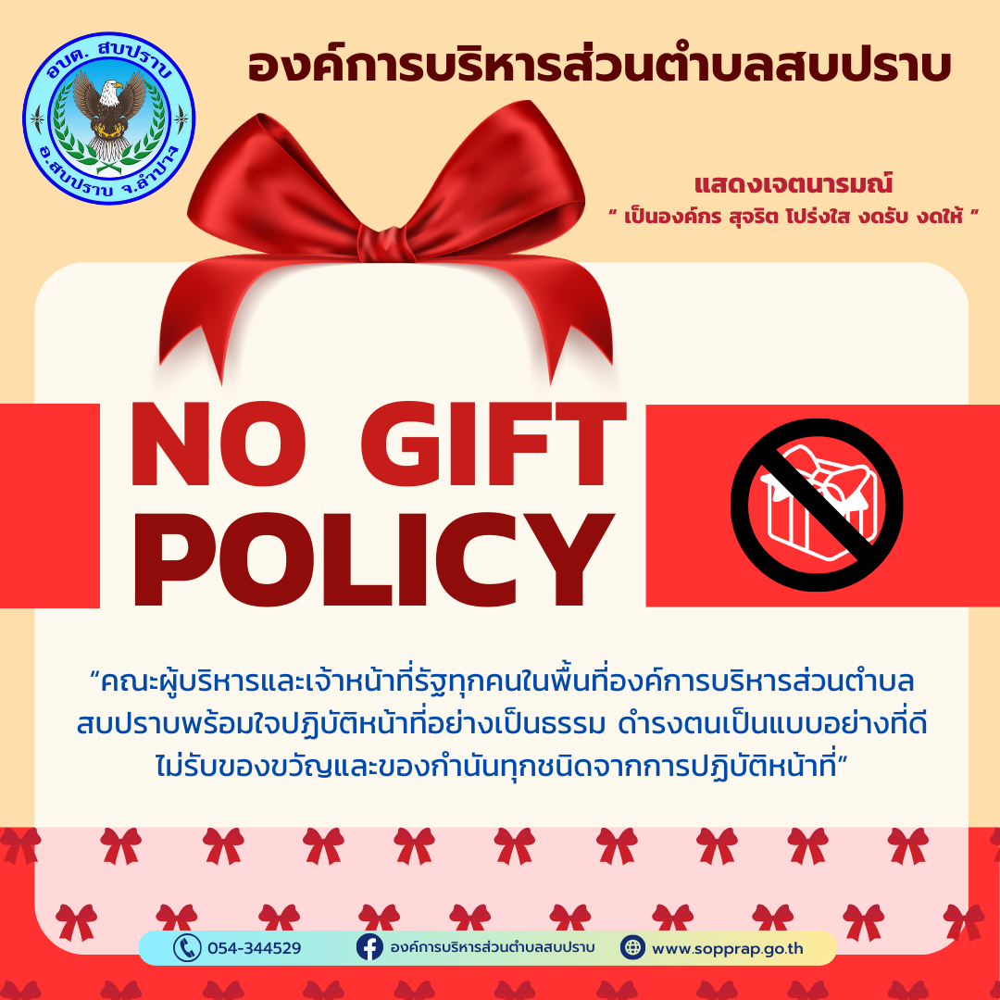 อบต. สบปราบ
อ.สบปราบ จ.ลำปาง
องค์การบริหารส่วนตำบลสบปราบ
แสดงเจตนารมณ์
“ เป็นองค์กร สุจริต โปร่งใส งดรับ งดให้ ”
NO GIFT
POLICY
“คณะผู้บริหารและเจ้าหน้าที่รัฐทุกคนในพื้นที่องค์การบริหารส่วนตำบล
สบปราบพร้อมใจปฏิบัติหน้าที่อย่างเป็นธรรม ดำรงตนเป็นแบบอย่างที่ดี
ไม่รับของขวัญและของกำนันทุกชนิดจากการปฏิบัติหน้าที่”
054-344529 องค์การบริหารส่วนตำบลสบปราบ www.sopprap.go.th